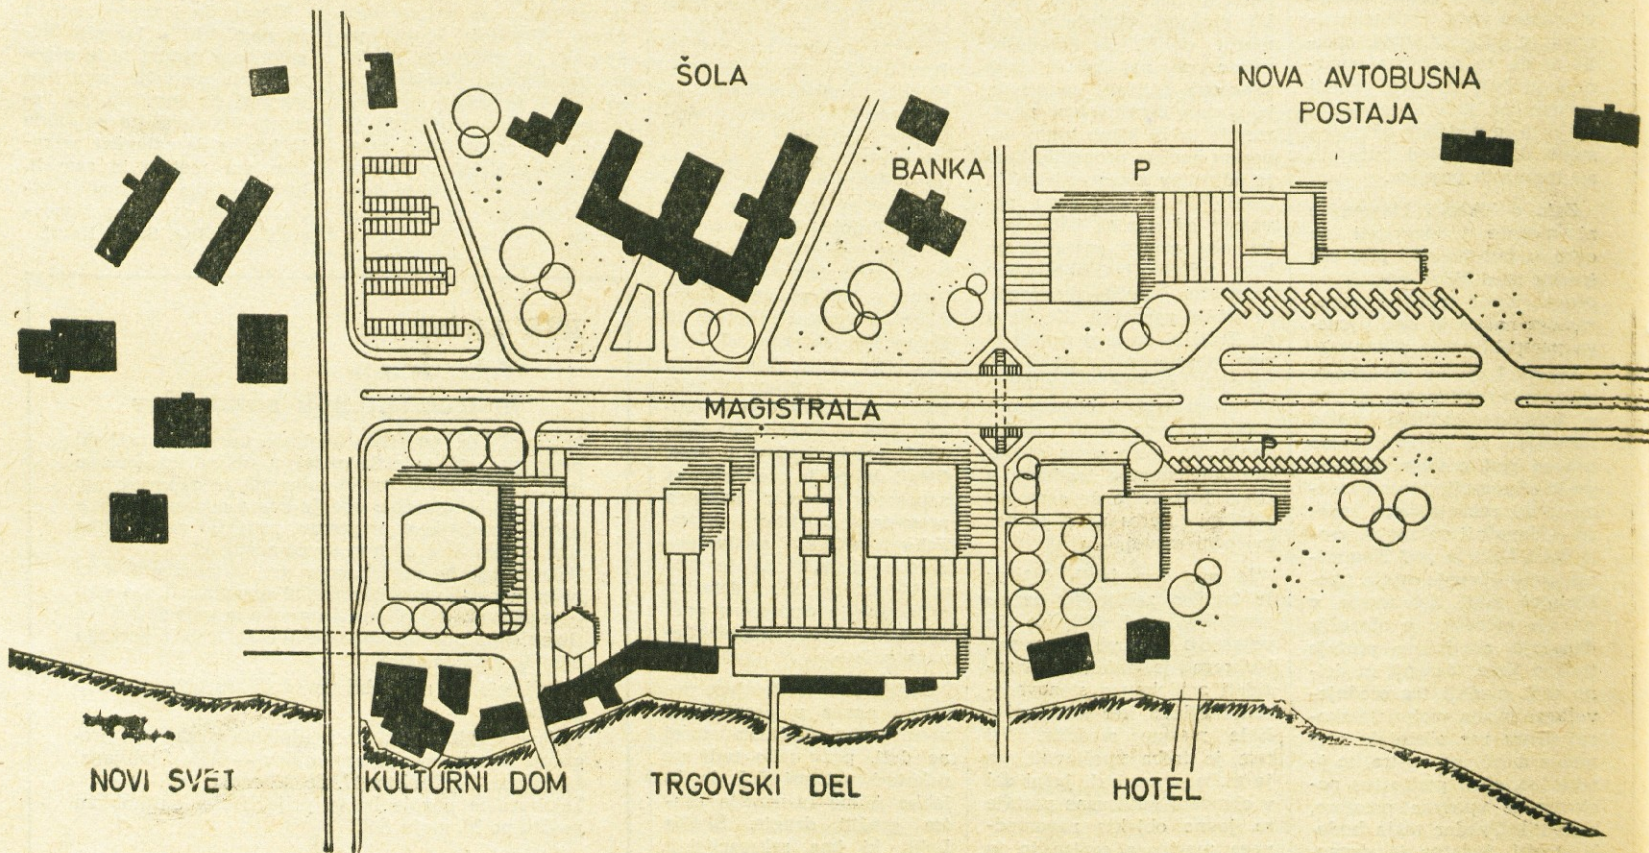 ŠOLA
NOVA AVTOBUSNA
POSTAJA
BANKA
P
MAGISTRALA
P
NOVI SVET
KULTURNI DOM
TRGOVSKI DEL
HOTEL